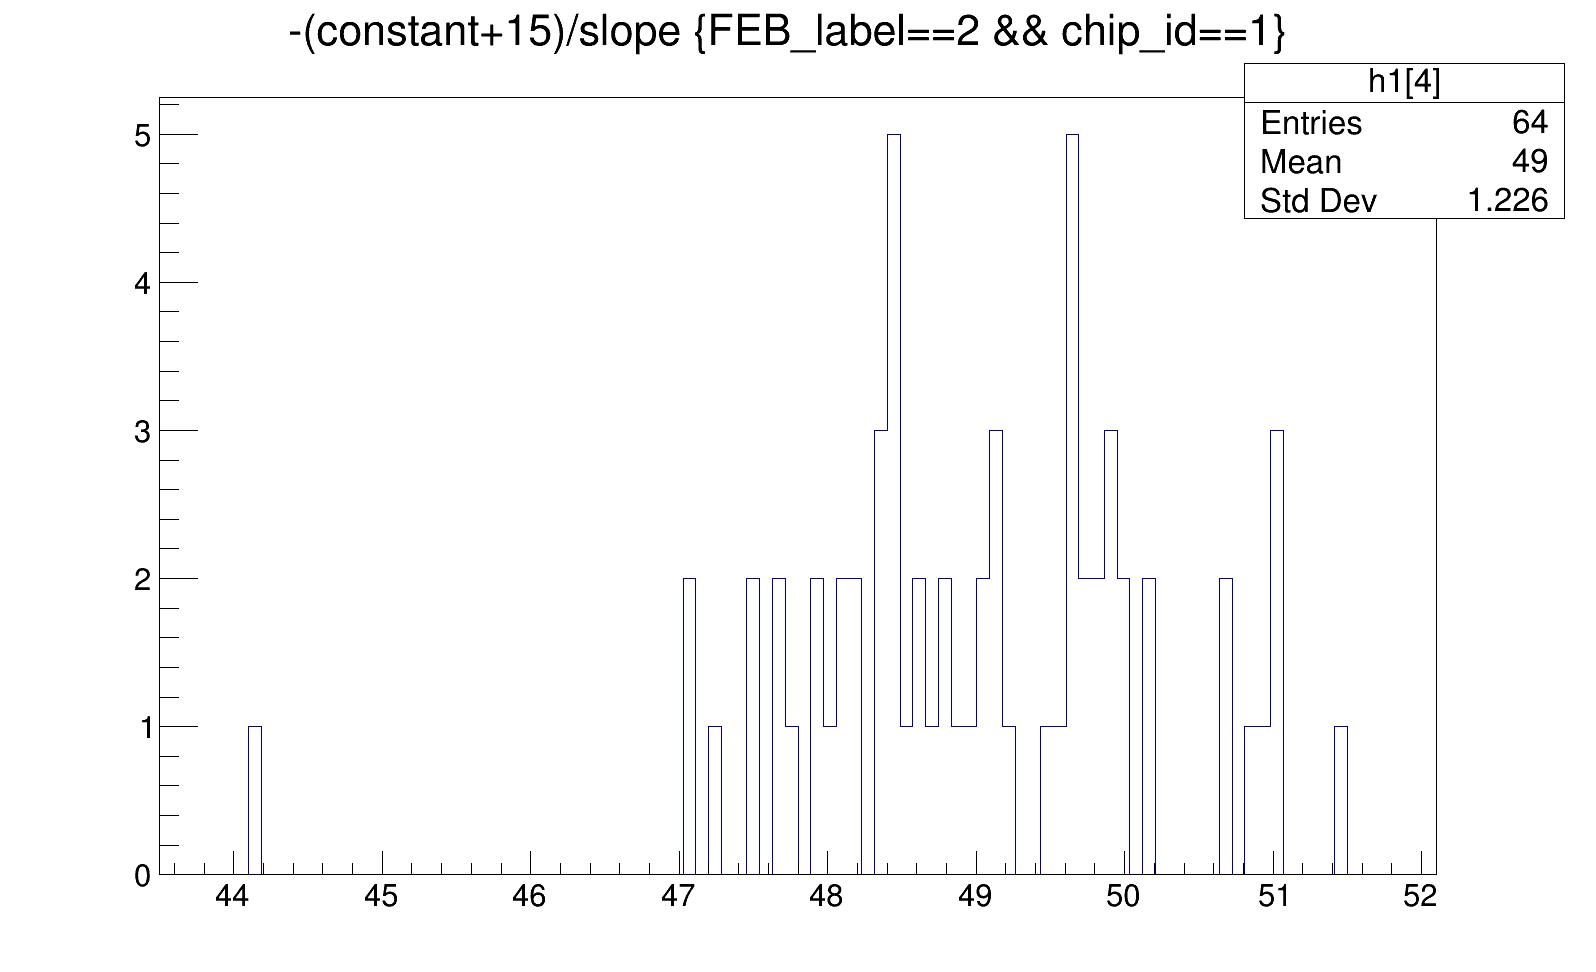 -(constant+15)/slope {FEB_label==2 && chip_id==1}
h1[4]
Entries 64
Mean 49
Std Dev 1.226
5
4
3
2
1
0
44 45 46 47 48 49 50 51 52